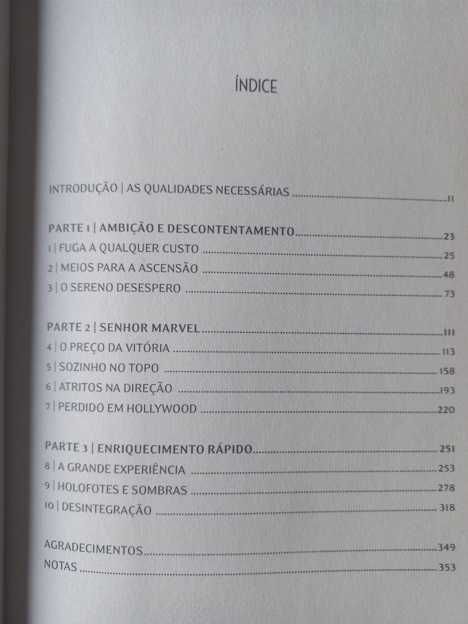 ÍNDICE
INTRODUÇÃO | AS QUALIDADES NECESSÁRIAS 11
PARTE 1 | AMBIÇÃO E DESCONTENTAMENTO 23
1 | FUGA A QUALQUER CUSTO 25
2 | MEIOS PARA A ASCENSÃO 48
3 | O SERENO DESESPERO 73
PARTE 2 | SENHOR MARVEL 111
4 | O PREÇO DA VITÓRIA 113
5 | SOZINHO NO TOPO 158
6 | ATRITOS NA DIREÇÃO 193
7 | PERDIDO EM HOLLYWOOD 220
PARTE 3 | ENRIQUECIMENTO RÁPIDO 251
8 | A GRANDE EXPERIÊNCIA 253
9 | HOLOFOTES E SOMBRAS 278
10 | DESINTEGRAÇÃO 318
AGRADECIMENTOS 349
NOTAS 353